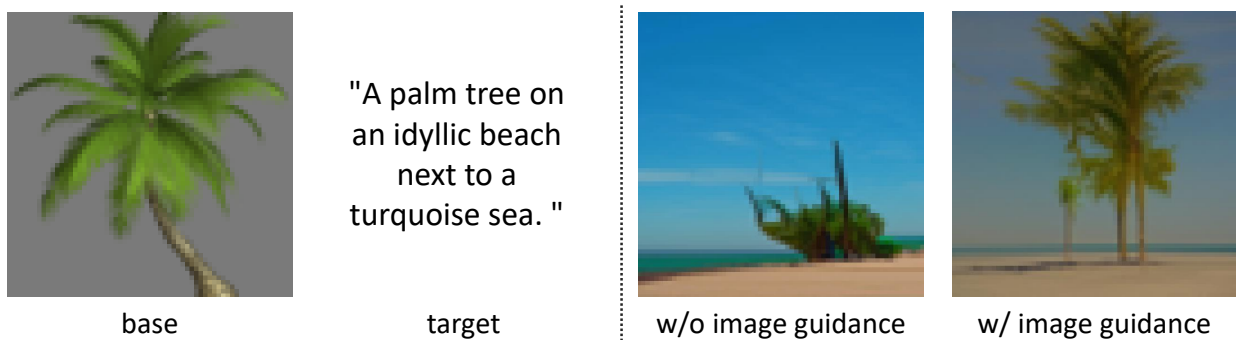 "A palm tree on
an idyllic beach
next to a
turquoise sea. "
base
target
w/o image guidance
w/ image guidance